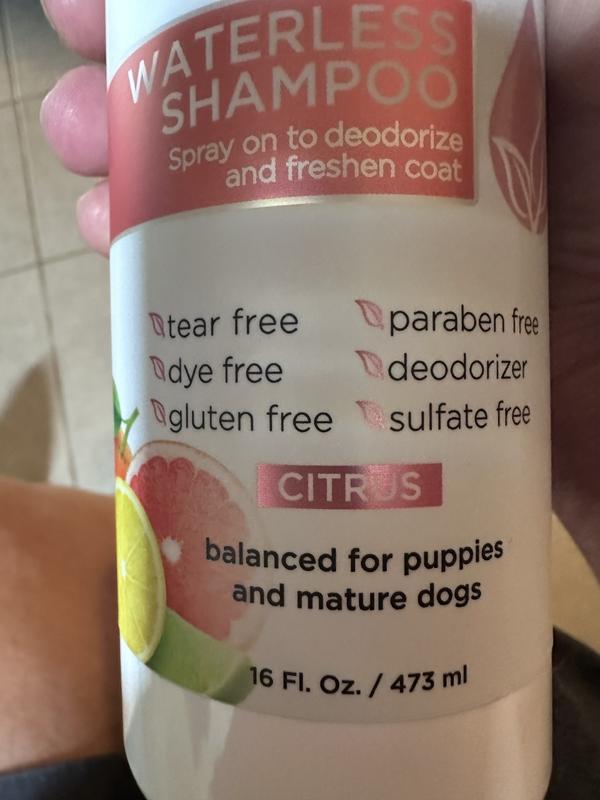 WATERLESS
SHAMPOO
Spray on to deodorize
and freshen coat
tear free
paraben free
dye free
deodorizer
gluten free
sulfate free
CITRUS
balanced for puppies
and mature dogs
16 Fl. Oz. / 473 ml